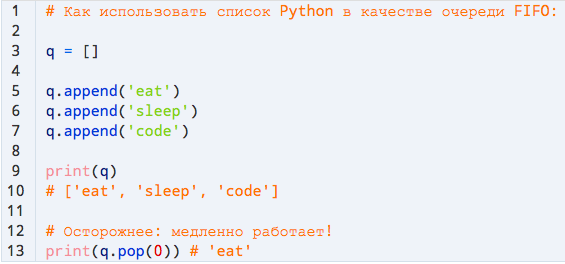 1 # Как использовать список Python в качестве очереди FIFO:
2
3 q = []
4
5 q.append('eat')
6 q.append('sleep')
7 q.append('code')
8
9 print(q)
10 # ['eat', 'sleep', 'code']
11
12 # Осторожнее: медленно работает!
13 print(q.pop(0)) # 'eat'